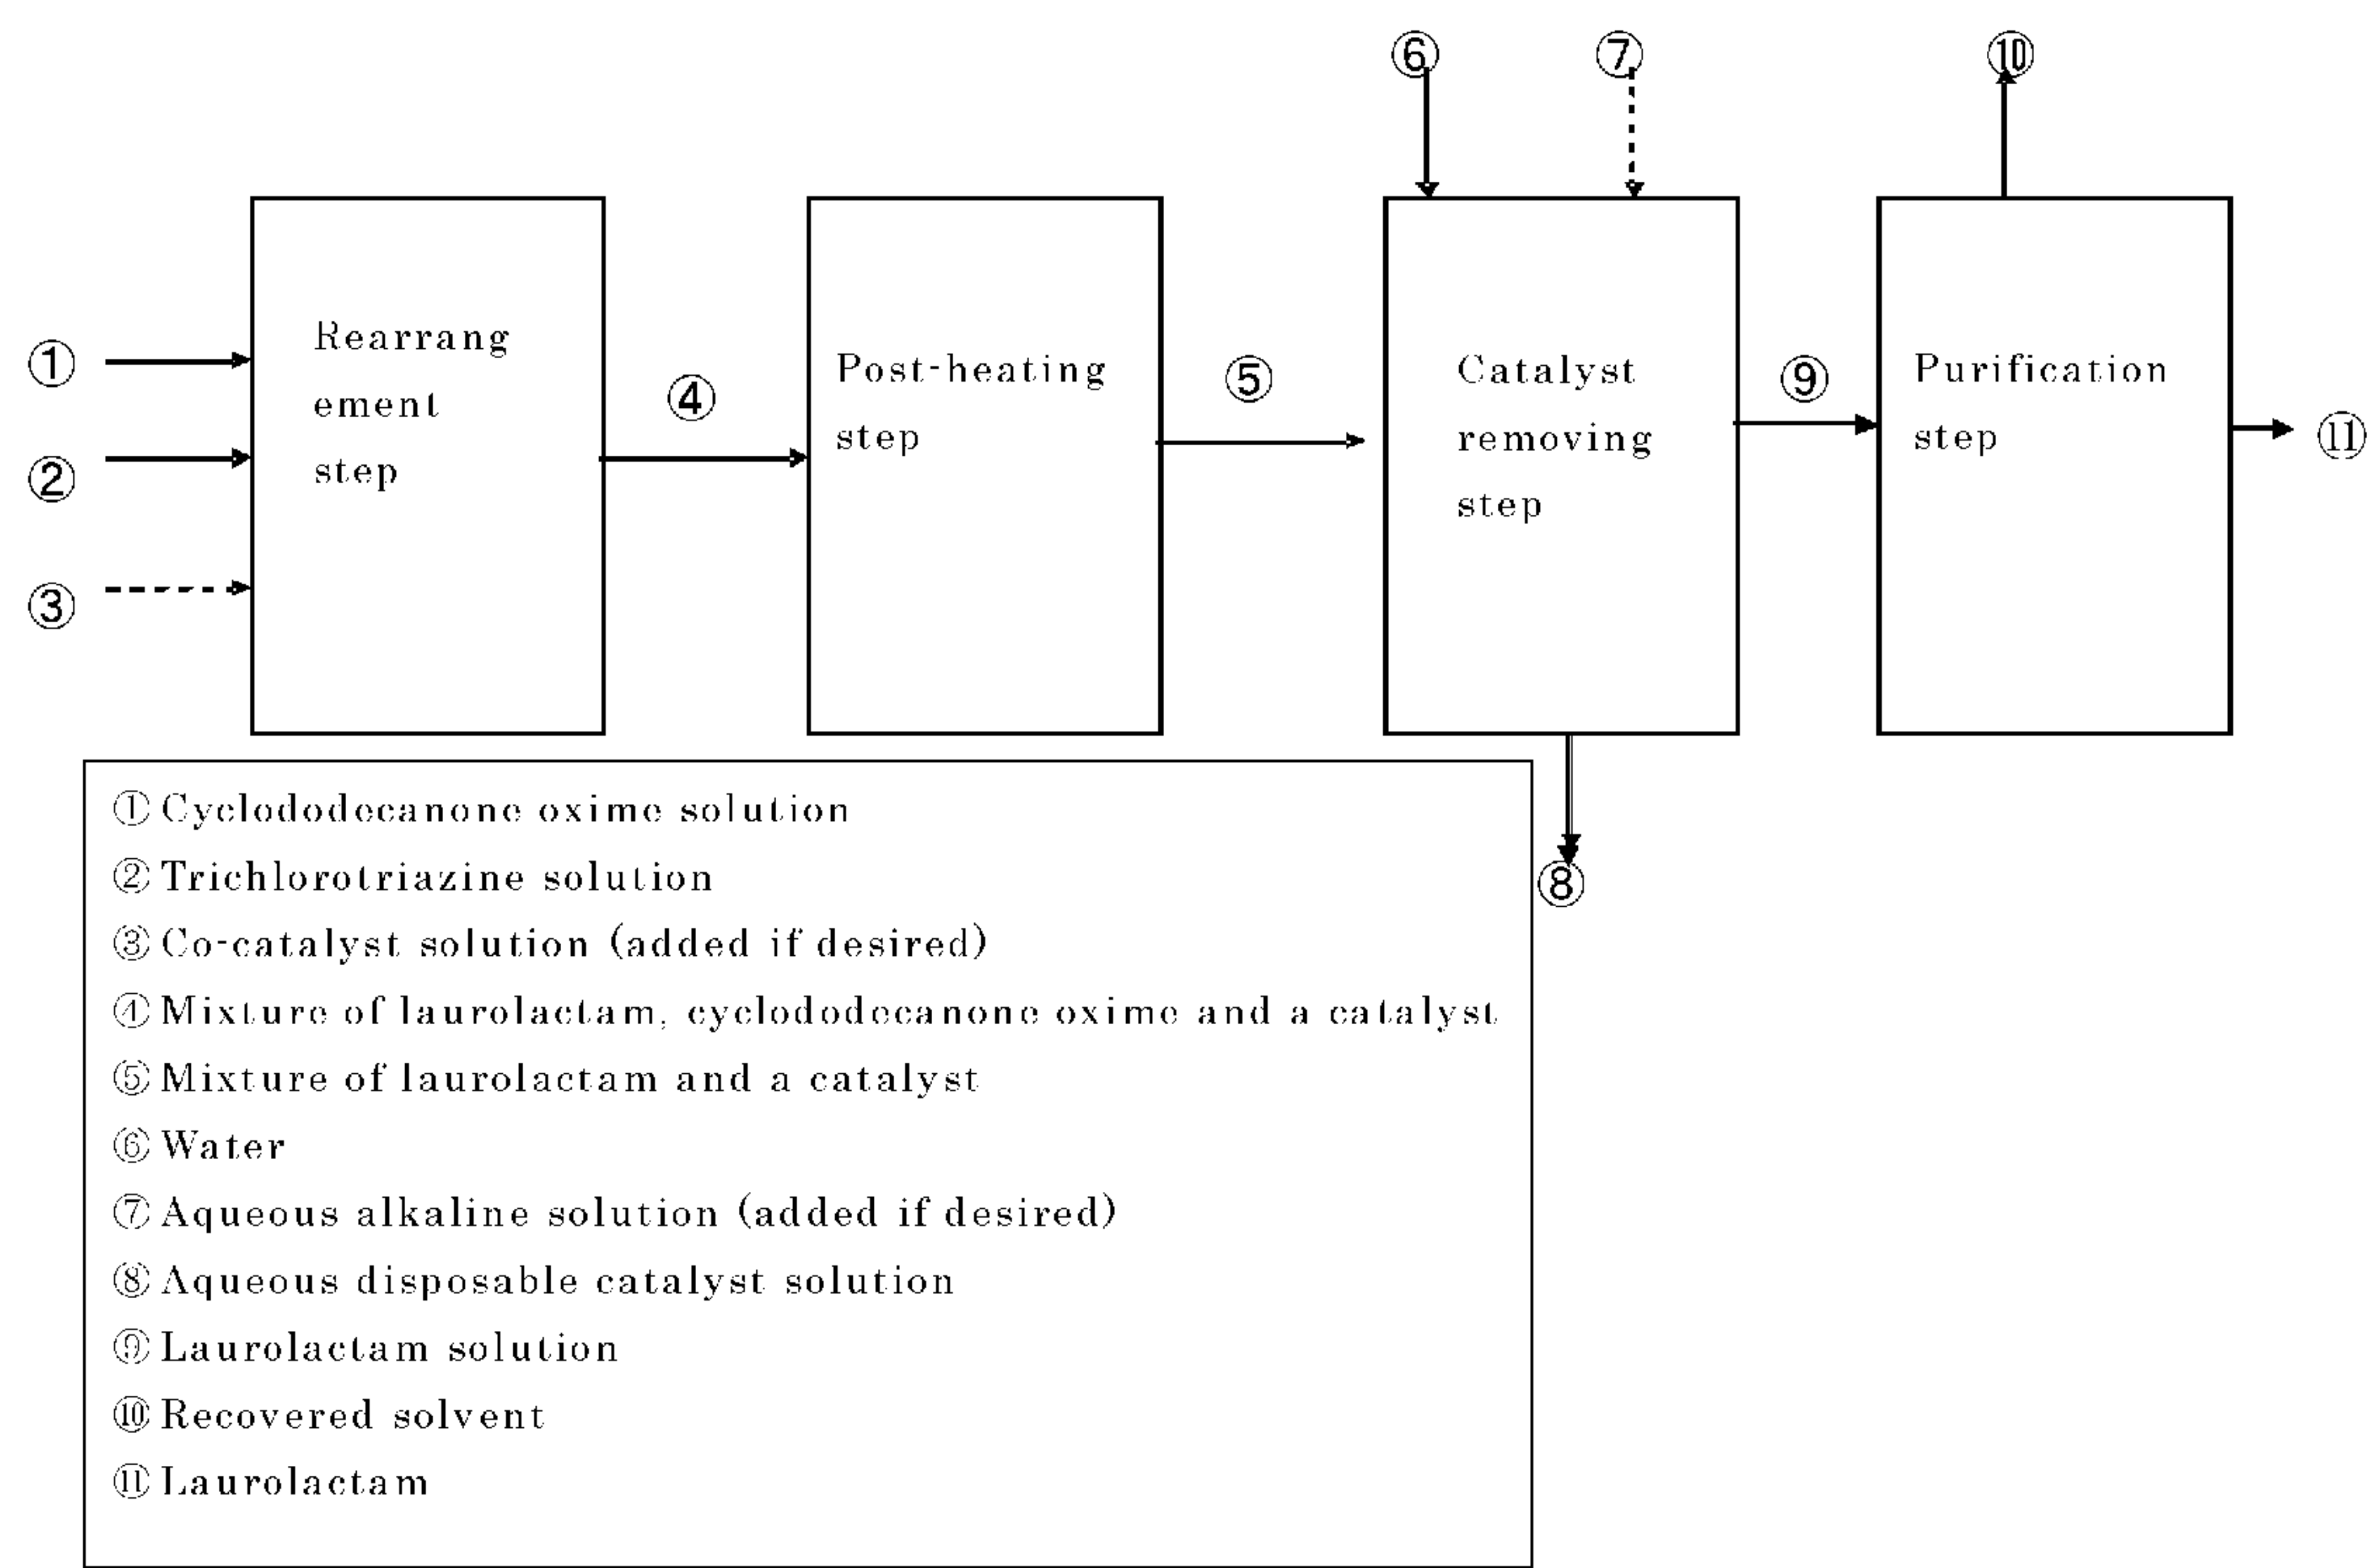 ⑥
⑦
⑩
①
②
③
Rearrang
ement
step
④
Post-heating
step
⑤
Catalyst
removing
step
⑨
Purification
step
⑪
⑧
① Cyclododecanone oxime solution
② Trichlorotriazine solution
③ Co-catalyst solution (added if desired)
④ Mixture of laurolactam, cyclododecanone oxime and a catalyst
⑤ Mixture of laurolactam and a catalyst
⑥ Water
⑦ Aqueous alkaline solution (added if desired)
⑧ Aqueous disposable catalyst solution
⑨ Laurolactam solution
⑩ Recovered solvent
⑪ Laurolactam